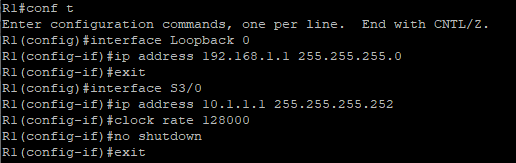 R1#conf t
Enter configuration commands, one per line.  End with CNTL/Z.
R1(config)#interface Loopback 0
R1(config-if)#ip address 192.168.1.1 255.255.255.0
R1(config-if)#exit
R1(config)#interface S3/0
R1(config-if)#ip address 10.1.1.1 255.255.255.252
R1(config-if)#clock rate 128000
R1(config-if)#no shutdown
R1(config-if)#exit